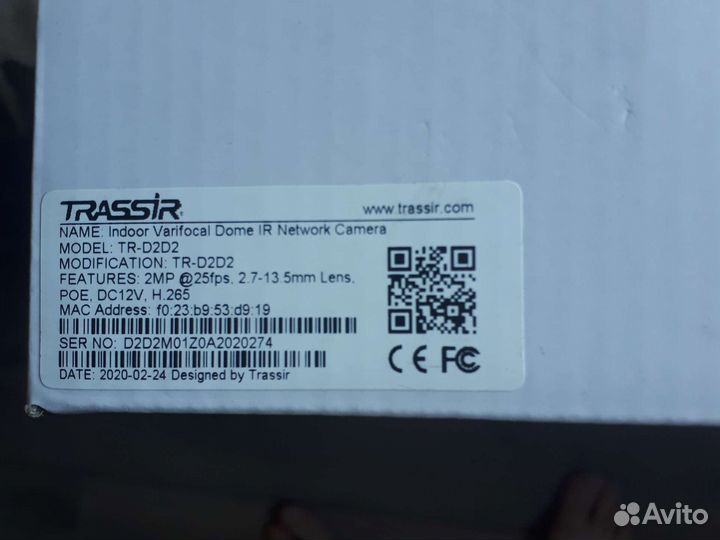 TRASSIR
www.trassir.com
NAME: Indoor Varifocal Dome IR Network Camera
MODEL: TR-D2D2
MODIFICATION: TR-D2D2
FEATURES: 2MP @25fps, 2.7-13.5mm Lens,
POE, DC12V, H.265
MAC Address: f0:23:b9:53:d9:19
SER NO: D2D2M01Z0A2020274
DATE: 2020-02-24 Designed by Trassir
CE FC
Avito